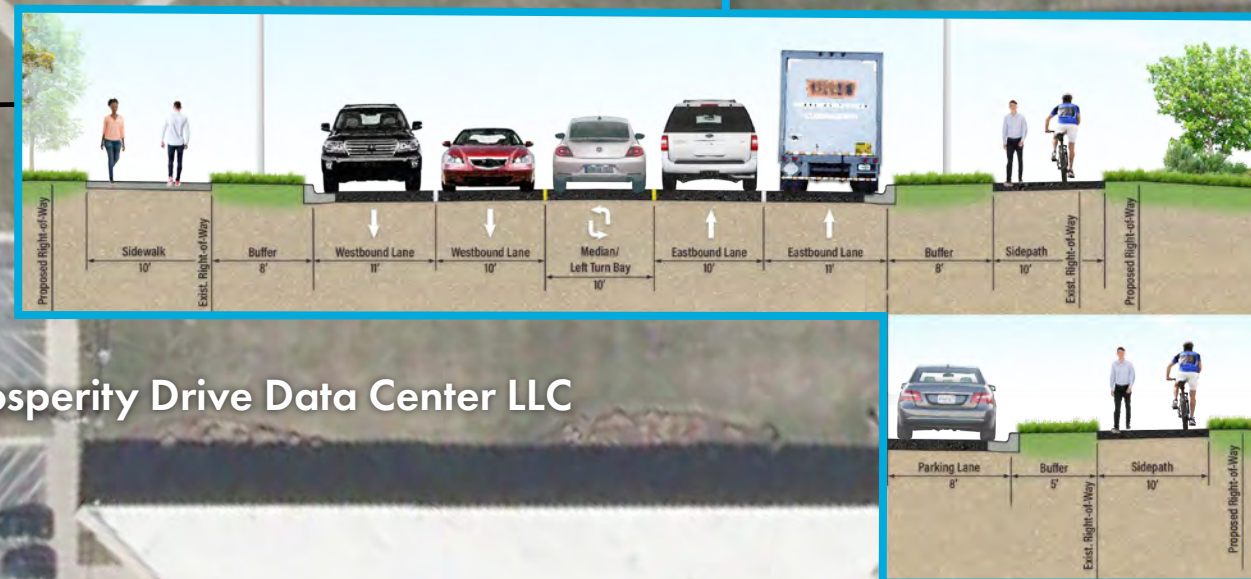 Proposed Right-of-Way
Sidewalk
10'
Exist. Right-of-Way
Buffer
8'
Westbound Lane
11'
Westbound Lane
10'
Median/
Left Turn Bay
10'
Eastbound Lane
10'
Eastbound Lane
11'
Buffer
8'
Sidepath
10'
Exist. Right-of-Way
Proposed Right-of-Way
osperity Drive Data Center LLC
Parking Lane
8'
Buffer
5'
Exist. Right-of-Way
Sidepath
10'
Proposed Right-of-Way